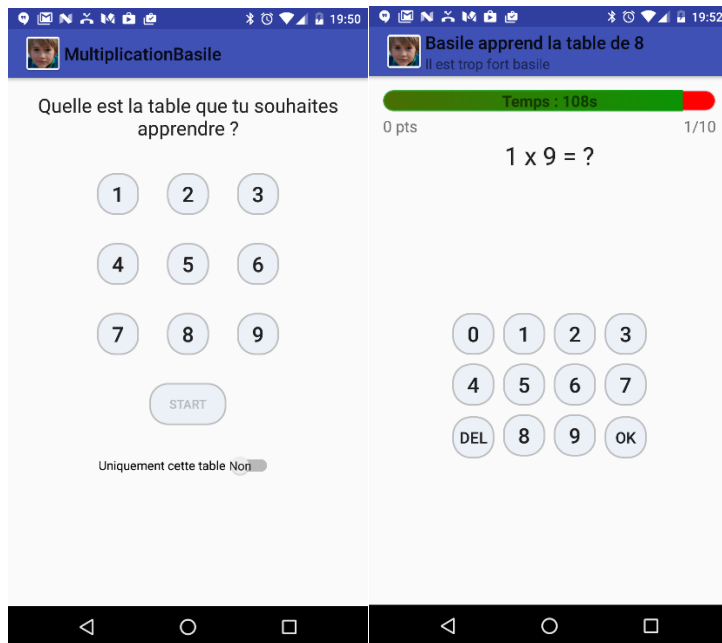 19:50
MultiplicationBasile
Quelle est la table que tu souhaites
apprendre ?
1 2 3
4 5 6
7 8 9
START
Uniquement cette table Non
19:52
Basile apprend la table de 8
Il est trop fort basile
Temps : 108s
0 pts 1/10
1 x 9 = ?
0 1 2 3
4 5 6 7
DEL 8 9 OK